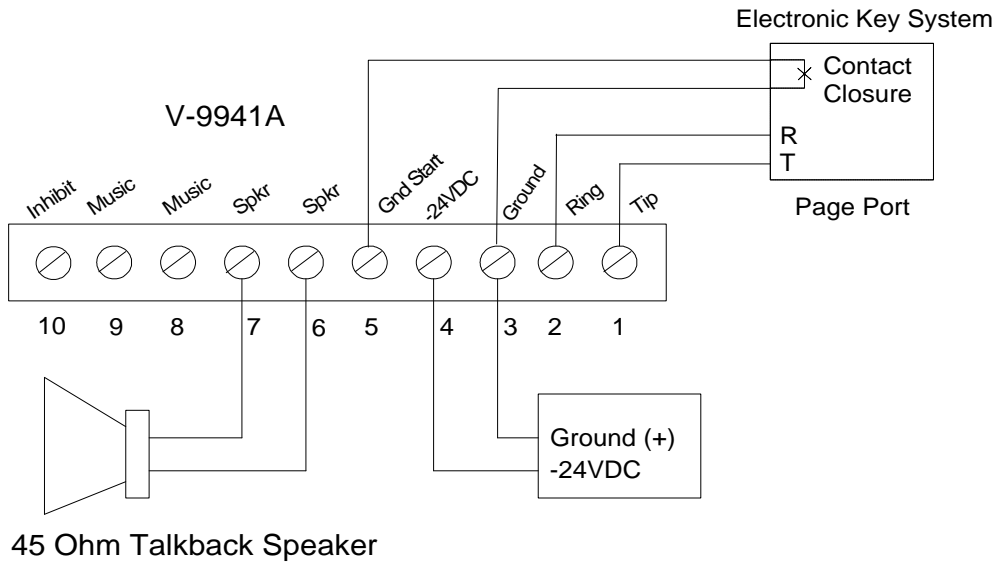 Electronic Key System
Contact
Closure
R
T
Page Port
V-9941A
Inhibit
Music
Music
Spkr
Spkr
Gnd Start
-24VDC
Ground
Ring
Tip
10 9 8 7 6 5 4 3 2 1
Ground (+)
-24VDC
45 Ohm Talkback Speaker